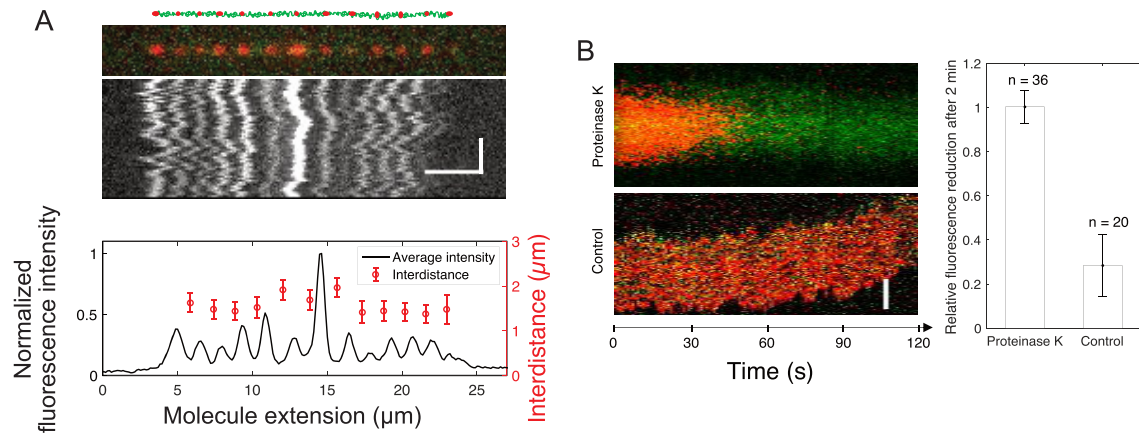 A
Normalized
fluorescence intensity
1
0.5
0
Average intensity
Interdistance
3
2
1
0
Interdistance (µm)
0 5 10 15 20 25
Molecule extension (µm)
B
Proteinase K
Control
0 30 60 90 120
Time (s)
Relative fluorescence reduction after 2 min
1.2
1
0.8
0.6
0.4
0.2
0
n = 36
n = 20
Proteinase K Control